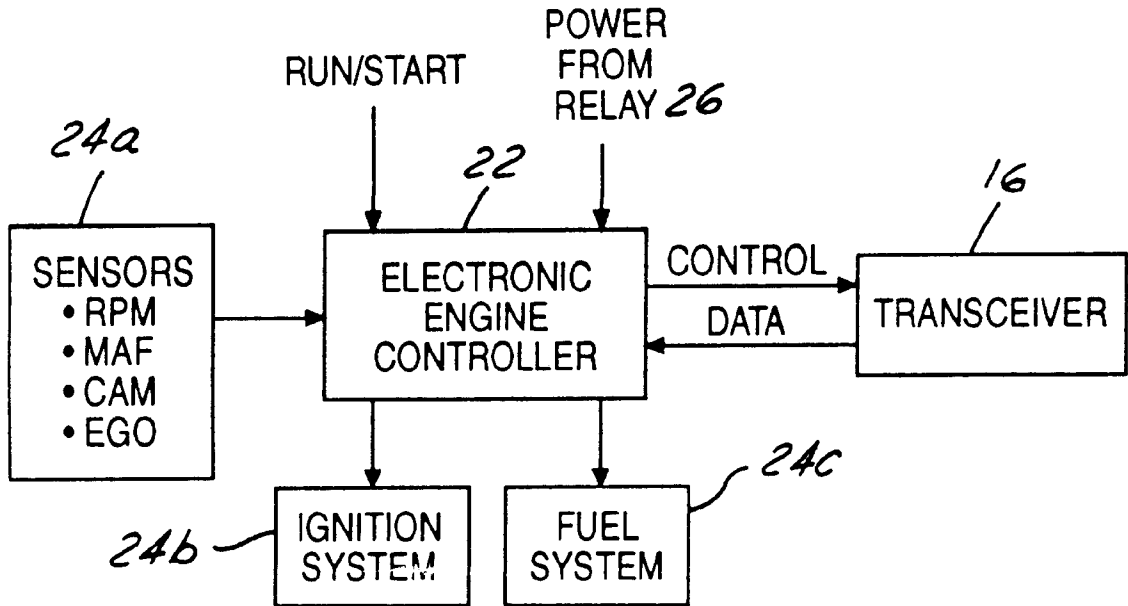 RUN/START
POWER
FROM
RELAY 26
24a
22
16
SENSORS
• RPM
• MAF
• CAM
• EGO
ELECTRONIC
ENGINE
CONTROLLER
CONTROL
DATA
TRANSCEIVER
24b
IGNITION
SYSTEM
FUEL
SYSTEM
24c